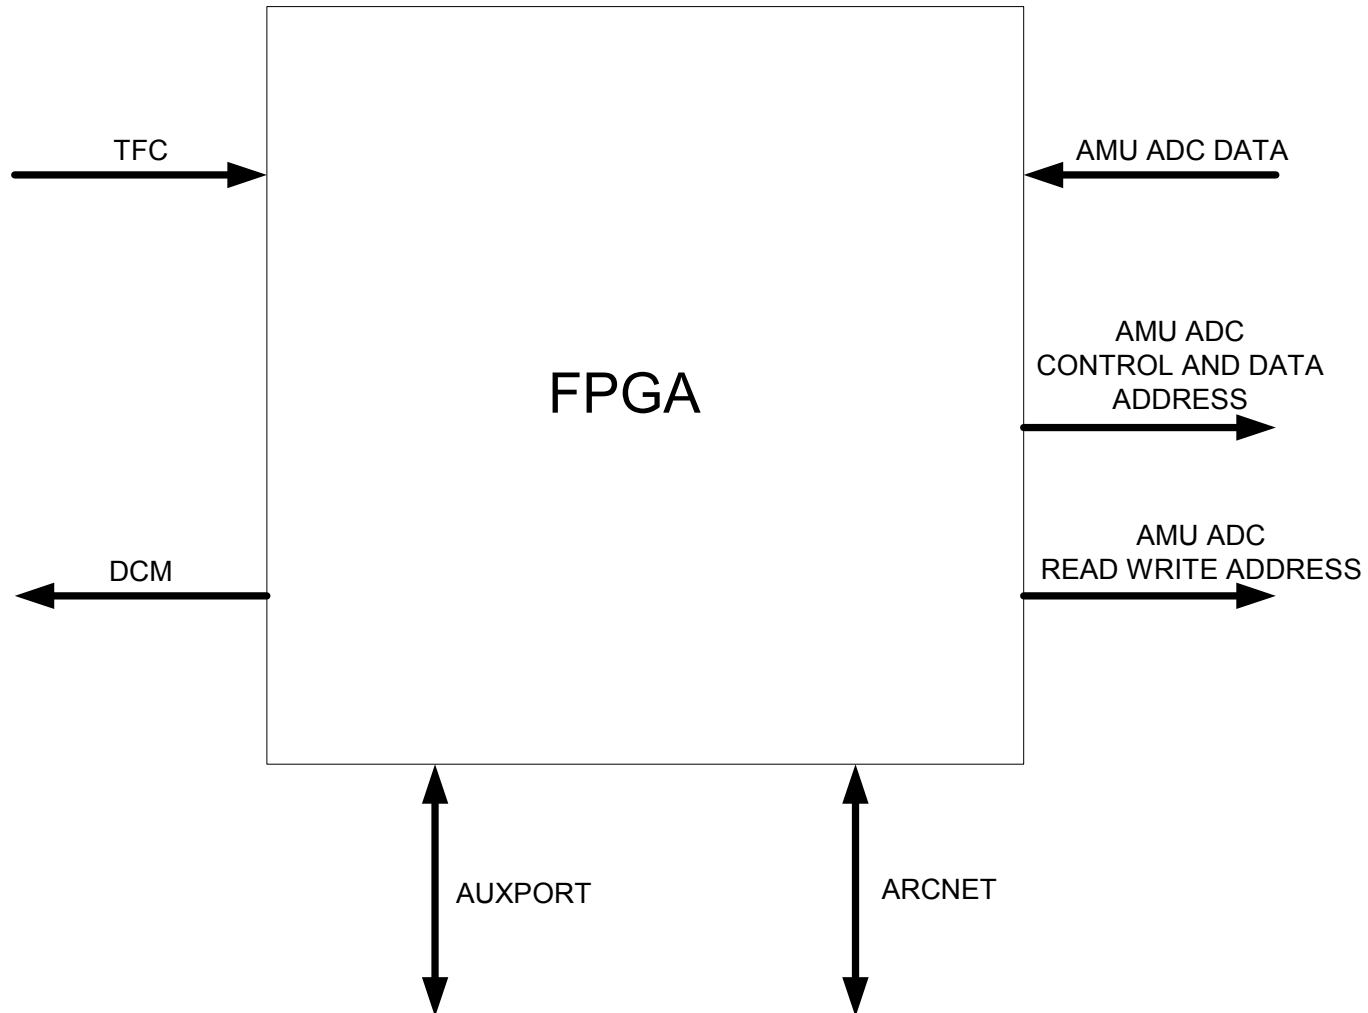 TFC
AMU ADC DATA
AMU ADC
CONTROL AND DATA
ADDRESS
FPGA
AMU ADC
READ WRITE ADDRESS
DCM
AUXPORT
ARCNET